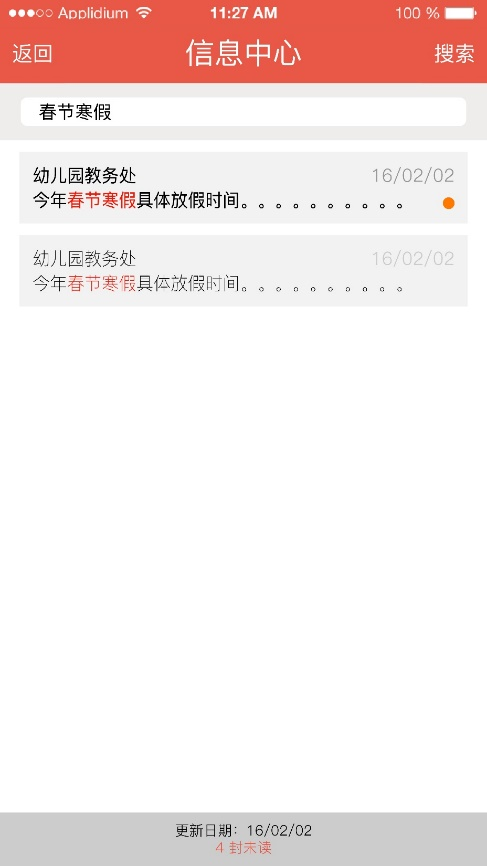 Applidium 11:27 AM 100 %
返回 信息中心 搜索
春节寒假
幼儿园教务处 16/02/02
今年春节寒假具体放假时间。。。。。。。。。。
幼儿园教务处 16/02/02
今年春节寒假具体放假时间。。。。。。。。。。
更新日期：16/02/02
4 封未读